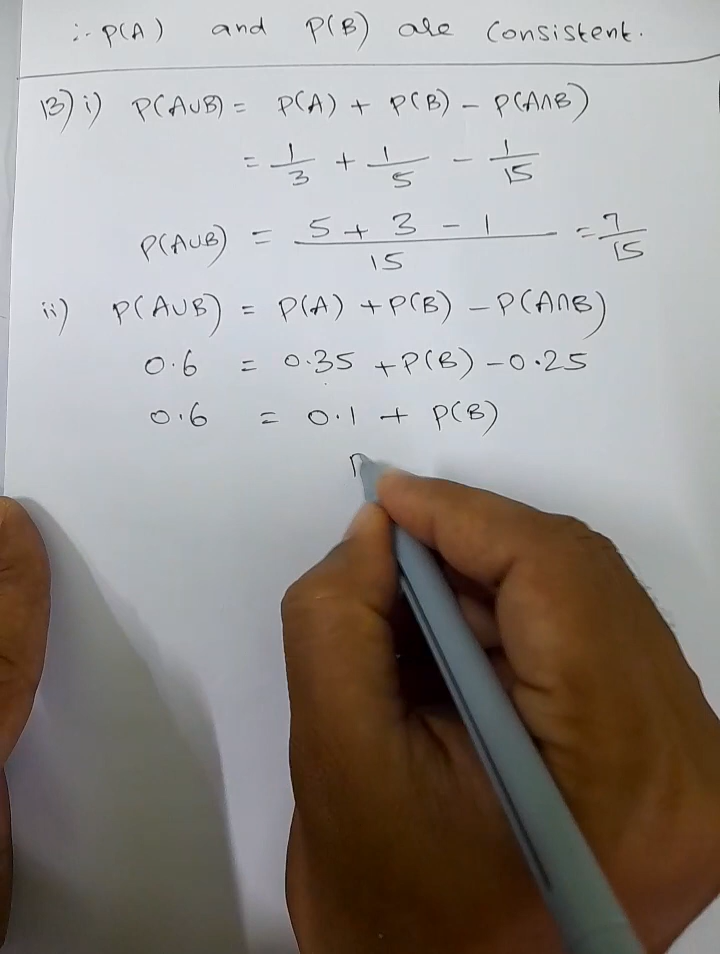 ∴ P(A) and P(B) are Consistent.
13) i) P(A∪B) = P(A) + P(B) - P(A∩B)
= 1/3 + 1/5 - 1/15
P(A∪B) = 5 + 3 - 1 / 15 = 7/15
ii) P(A∪B) = P(A) + P(B) - P(A∩B)
0.6 = 0.35 + P(B) - 0.25
0.6 = 0.1 + P(B)